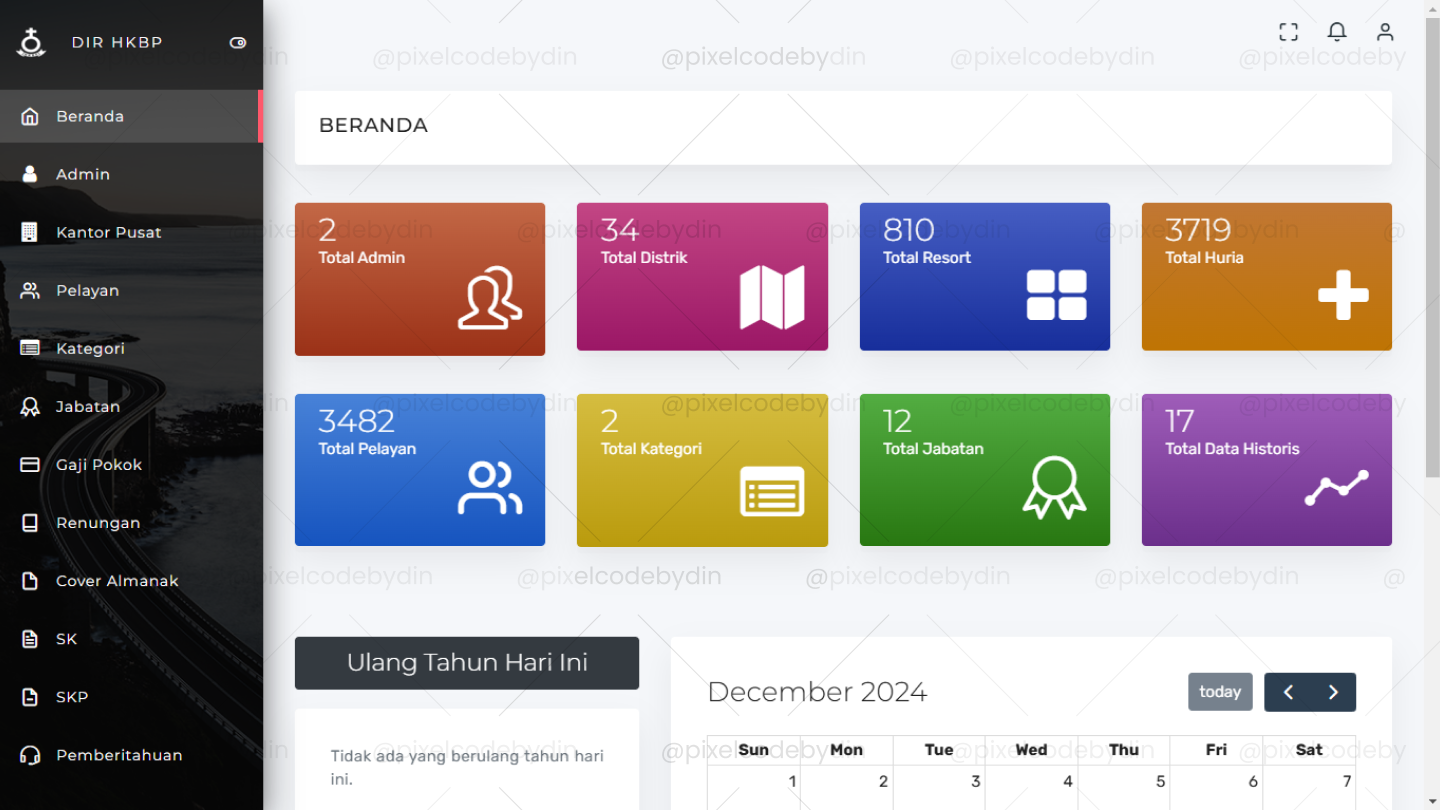 DIR HKBP
Beranda
Admin
Kantor Pusat
Pelayan
Kategori
Jabatan
Gaji Pokok
Renungan
Cover Almanak
SK
SKP
Pemberitahuan
@pixelcodebydin @pixelcodebydin @pixelcodebydin @pixelcodeby
BERANDA
2
Total Admin
34
Total Distrik
810
Total Resort
3719
Total Huria
3482
Total Pelayan
2
Total Kategori
12
Total Jabatan
17
Total Data Historis
@pixelcodebydin @pixelcodebydin @pixelcodebydin
Ulang Tahun Hari Ini
Tidak ada yang berulang tahun hari
ini.
December 2024
today
Sun Mon Tue Wed Thu Fri Sat
1 2 3 4 5 6 7